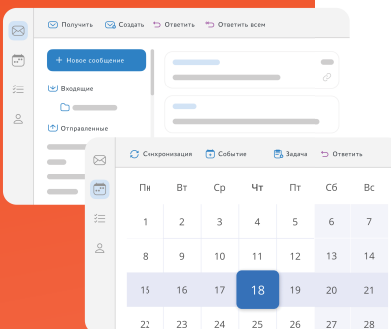 Получить Создать Ответить Ответить всем
+ Новое сообщение
Входящие
Отправленные
Синхронизация Событие Задача Ответить
Пн Вт Ср Чт Пт Сб Вс
1 2 3 4 5 6 7
8 9 10 11 12 13 14
15 16 17 18 19 20 21
22 23 24 25 26 27 28